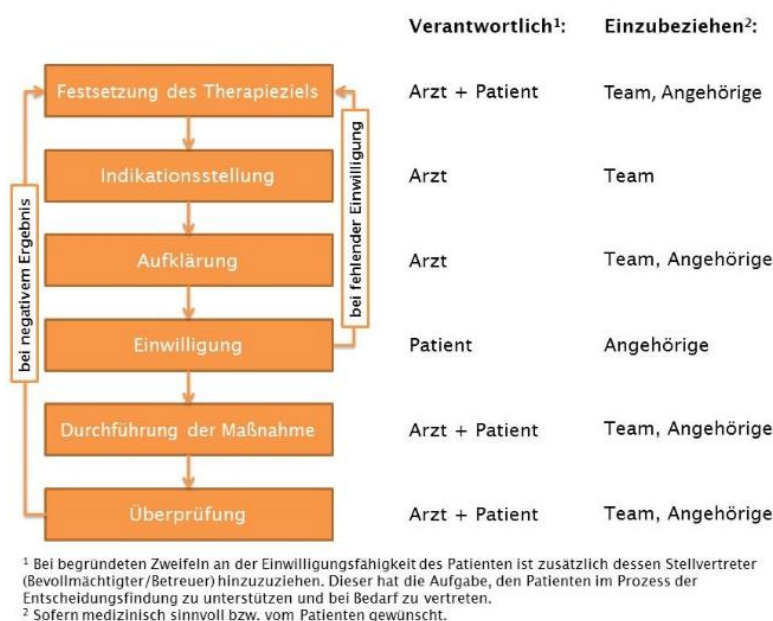 Verantwortlich¹: Einzubeziehen²:
Festsetzung des Therapieziels Arzt + Patient Team, Angehörige
Indikationsstellung Arzt Team
Aufklärung Arzt Team, Angehörige
Einwilligung Patient Angehörige
Durchführung der Maßnahme Arzt + Patient Team, Angehörige
Überprüfung Arzt + Patient Team, Angehörige
bei negativem Ergebnis
bei fehlender Einwilligung
¹ Bei begründeten Zweifeln an der Einwilligungsfähigkeit des Patienten ist zusätzlich dessen Stellvertreter
(Bevollmächtigter/Betreuer) hinzuzuziehen. Dieser hat die Aufgabe, den Patienten im Prozess der
Entscheidungsfindung zu unterstützen und bei Bedarf zu vertreten.
² Sofern medizinisch sinnvoll bzw. vom Patienten gewünscht.